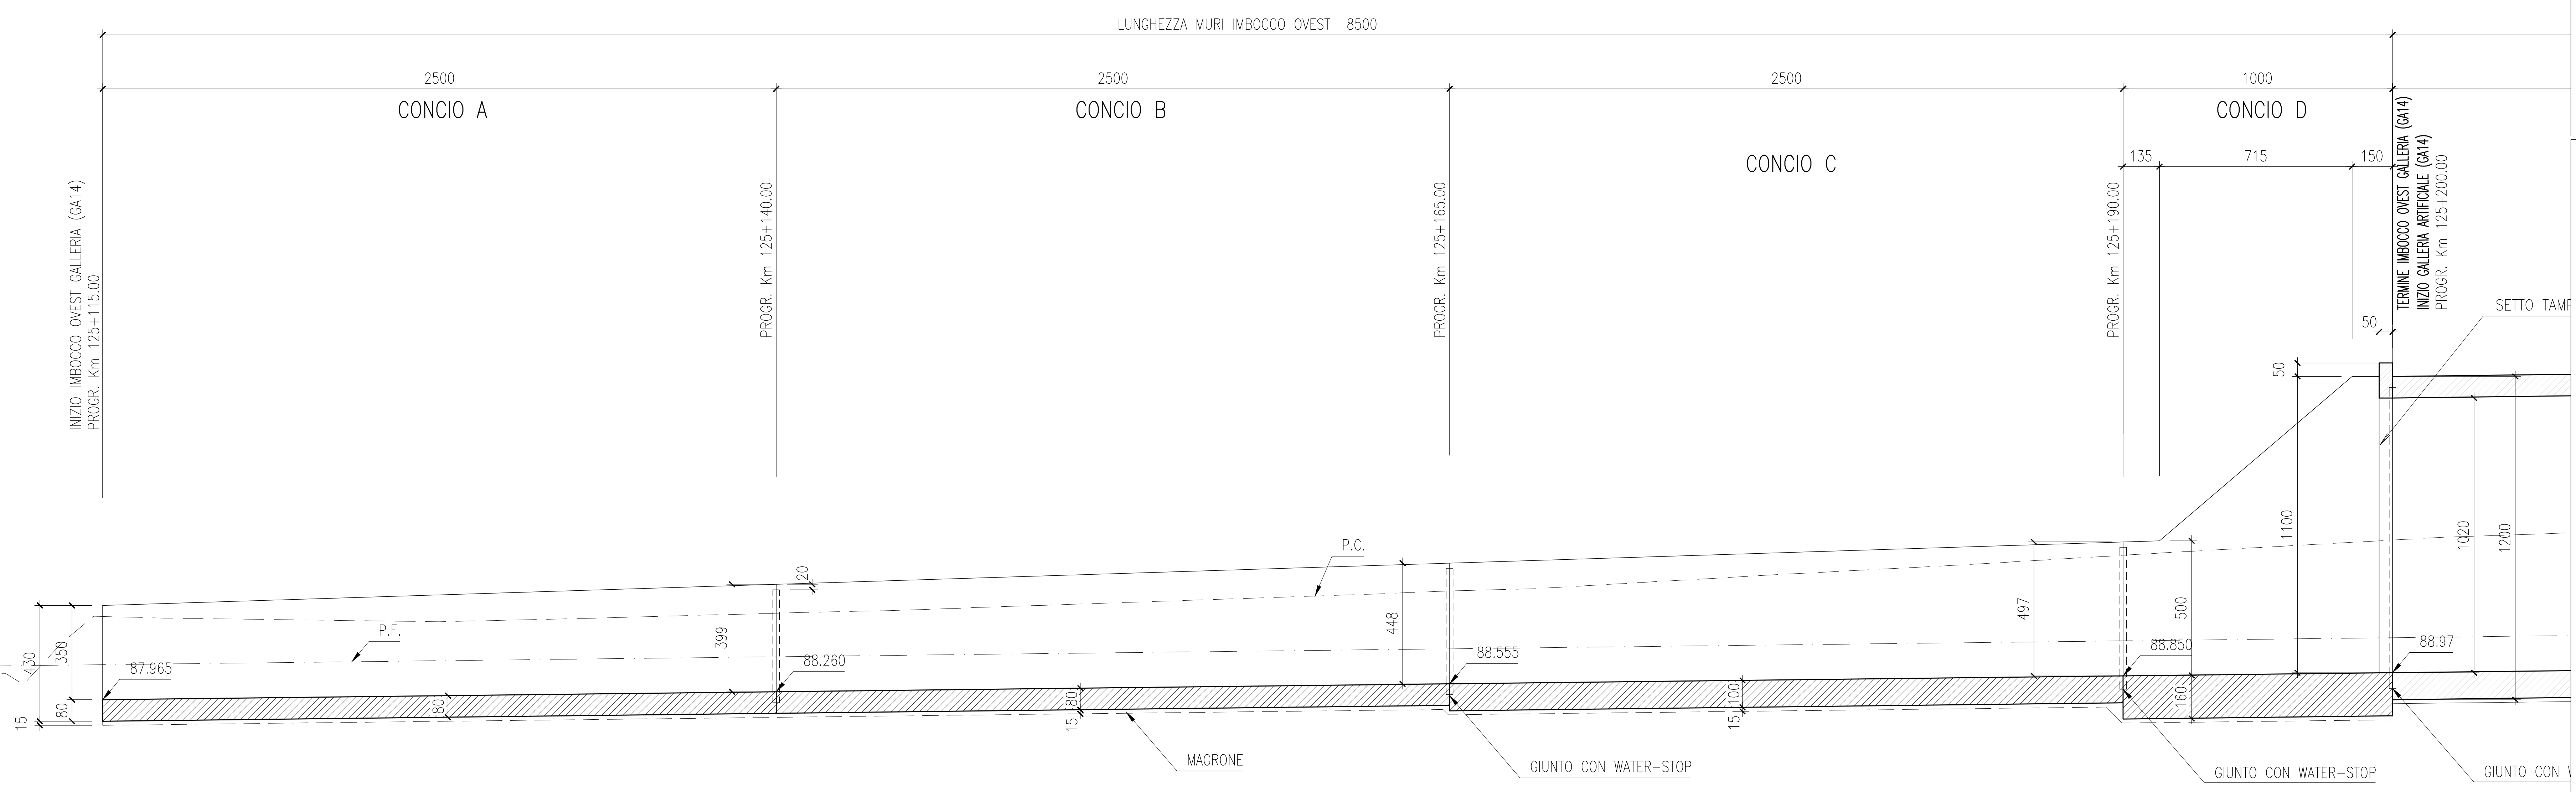 LUNGHEZZA MURI IMBOCCO OVEST 8500
2500
2500
2500
1000
CONCIO A
CONCIO B
CONCIO C
CONCIO D
135
715
150
INIZIO IMBOCCO OVEST GALLERIA (GA14)
PROGR. Km 125+115.00
PROGR. Km 125+140.00
PROGR. Km 125+165.00
PROGR. Km 125+190.00
TERMINE IMBOCCO OVEST GALLERIA (GA14)
INIZIO GALLERIA ARTIFICIALE (GA14)
PROGR. Km 125+200.00
SETTO TAMP
50
50
1100
1020
1200
P.C.
P.F.
20
430
350
399
448
497
500
87.965
88.260
88.555
88.850
88.97
15
80
80
80
15
100
15
160
MAGRONE
GIUNTO CON WATER-STOP
GIUNTO CON WATER-STOP
GIUNTO CON